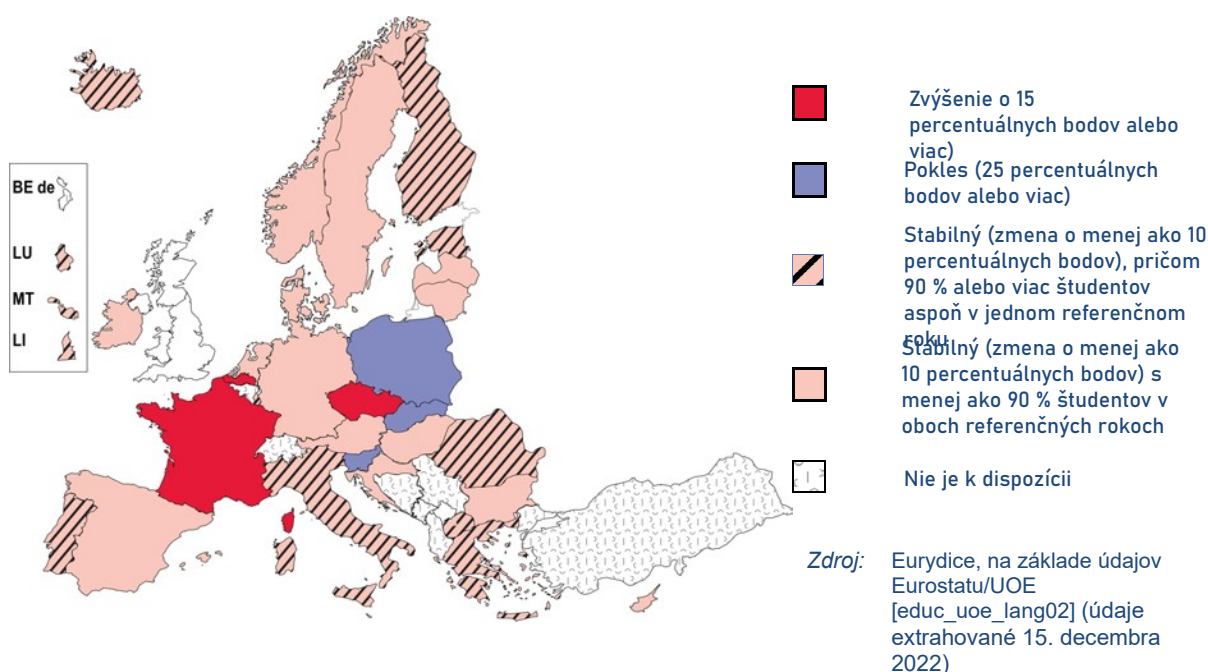 BE de
LU
MT
LI
Zvýšenie o 15
percentuálnych bodov alebo
viac)
Pokles (25 percentuálnych
bodov alebo viac)
Stabilný (zmena o menej ako 10
percentuálnych bodov), pričom
90 % alebo viac študentov
aspoň v jednom referenčnom
roku
Stabilný (zmena o menej ako
10 percentuálnych bodov) s
menej ako 90 % študentov v
oboch referenčných rokoch
Nie je k dispozícii
Zdroj: Eurydice, na základe údajov
Eurostatu/UOE
[educ_uoe_lang02] (údaje
extrahované 15. decembra
2022)